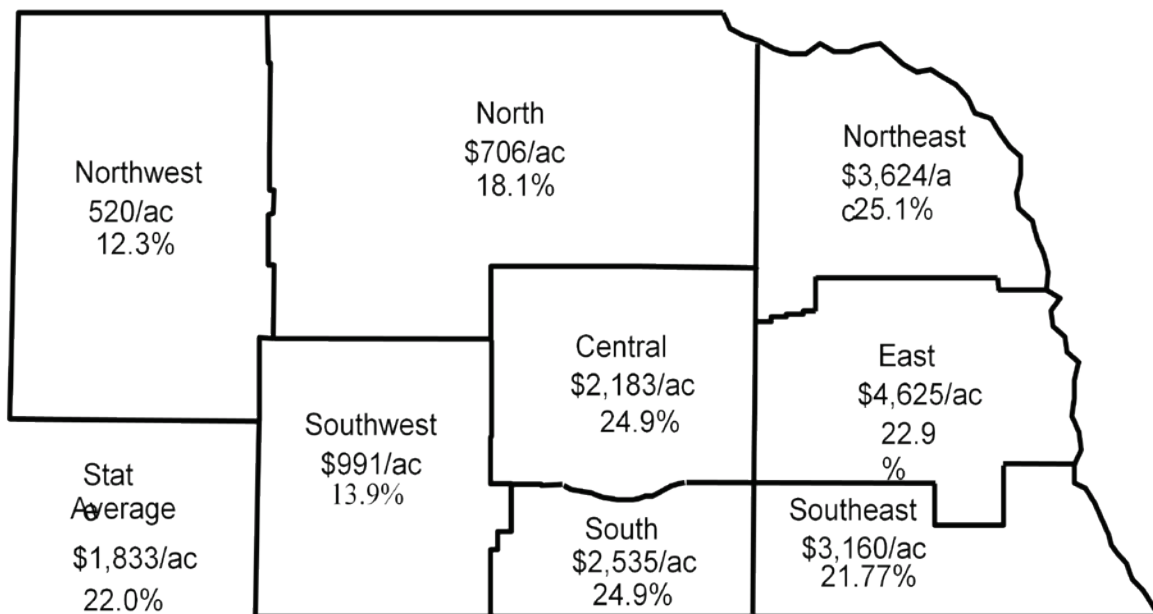 North
$706/ac
18.1%
Northeast
$3,624/a
c25.1%
Northwest
520/ac
12.3%
Central
$2,183/ac
24.9%
East
$4,625/ac
22.9
%
Southwest
$991/ac
13.9%
Stat
e
Average
$1,833/ac
22.0%
South
$2,535/ac
24.9%
Southeast
$3,160/ac
21.77%